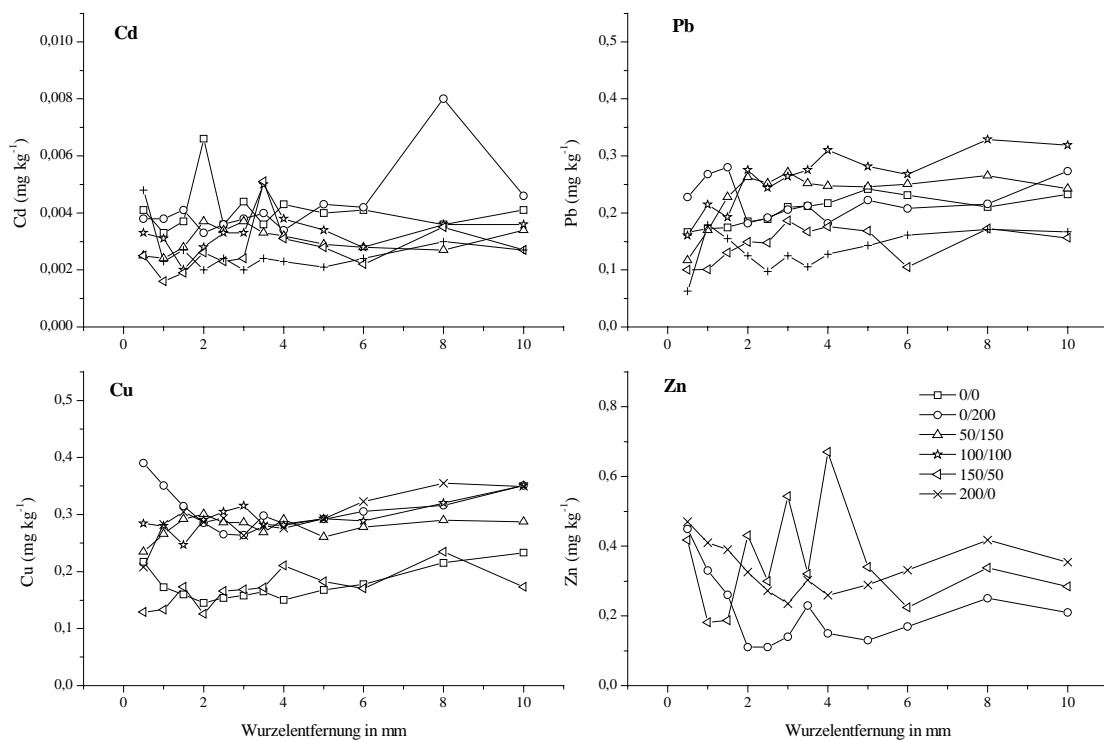 Cd
Cd (mg kg⁻¹)
0,010
0,008
0,006
0,004
0,002
0,000
0 2 4 6 8 10
Pb
Pb (mg kg⁻¹)
0,5
0,4
0,3
0,2
0,1
0,0
0 2 4 6 8 10
Cu
Cu (mg kg⁻¹)
0,5
0,4
0,3
0,2
0,1
0,0
0 2 4 6 8 10
Wurzelentfernung in mm
Zn
Zn (mg kg⁻¹)
0,8
0,6
0,4
0,2
0,0
0 2 4 6 8 10
Wurzelentfernung in mm
0/0
0/200
50/150
100/100
150/50
200/0